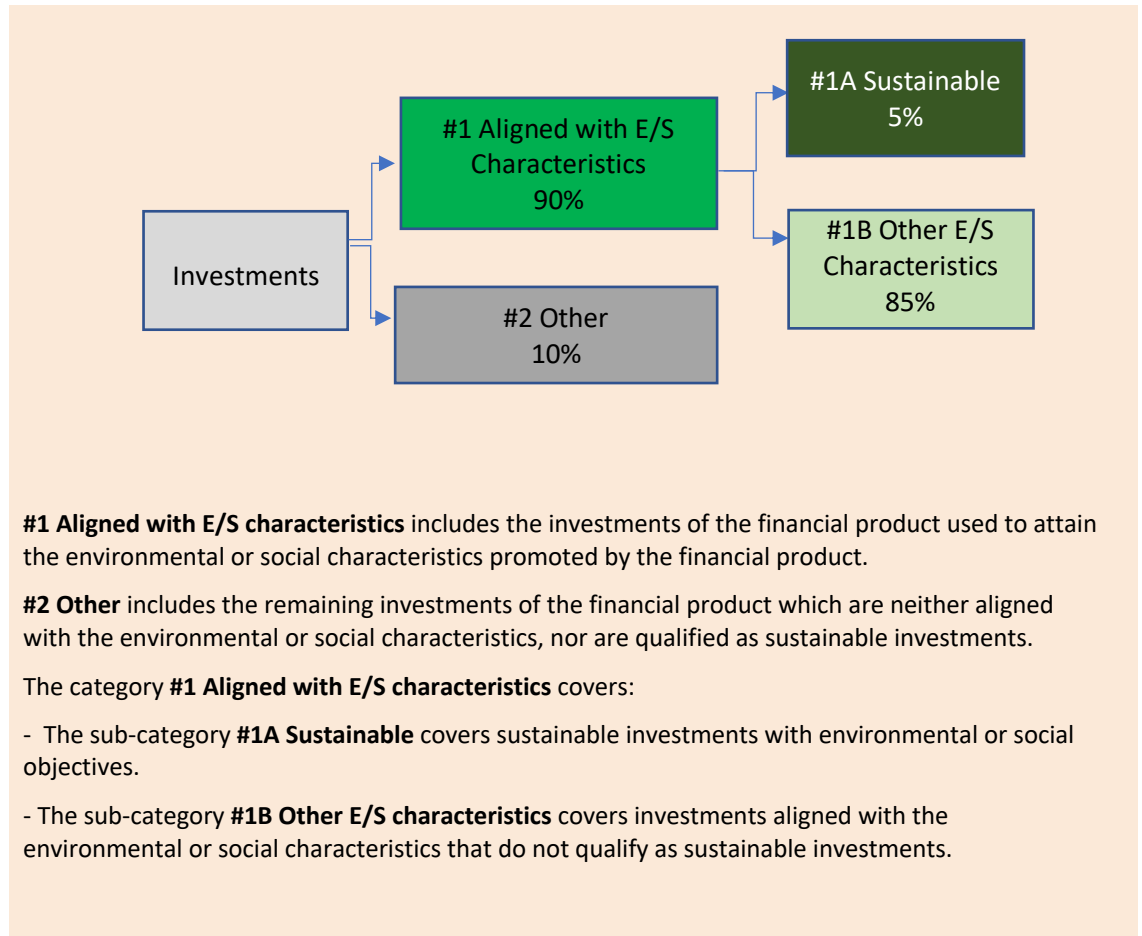 #1A Sustainable
5%
#1 Aligned with E/S
Characteristics
90%
#1B Other E/S
Characteristics
85%
Investments
#2 Other
10%
#1 Aligned with E/S characteristics includes the investments of the financial product used to attain
the environmental or social characteristics promoted by the financial product.
#2 Other includes the remaining investments of the financial product which are neither aligned
with the environmental or social characteristics, nor are qualified as sustainable investments.
The category #1 Aligned with E/S characteristics covers:
- The sub-category #1A Sustainable covers sustainable investments with environmental or social
objectives.
- The sub-category #1B Other E/S characteristics covers investments aligned with the
environmental or social characteristics that do not qualify as sustainable investments.